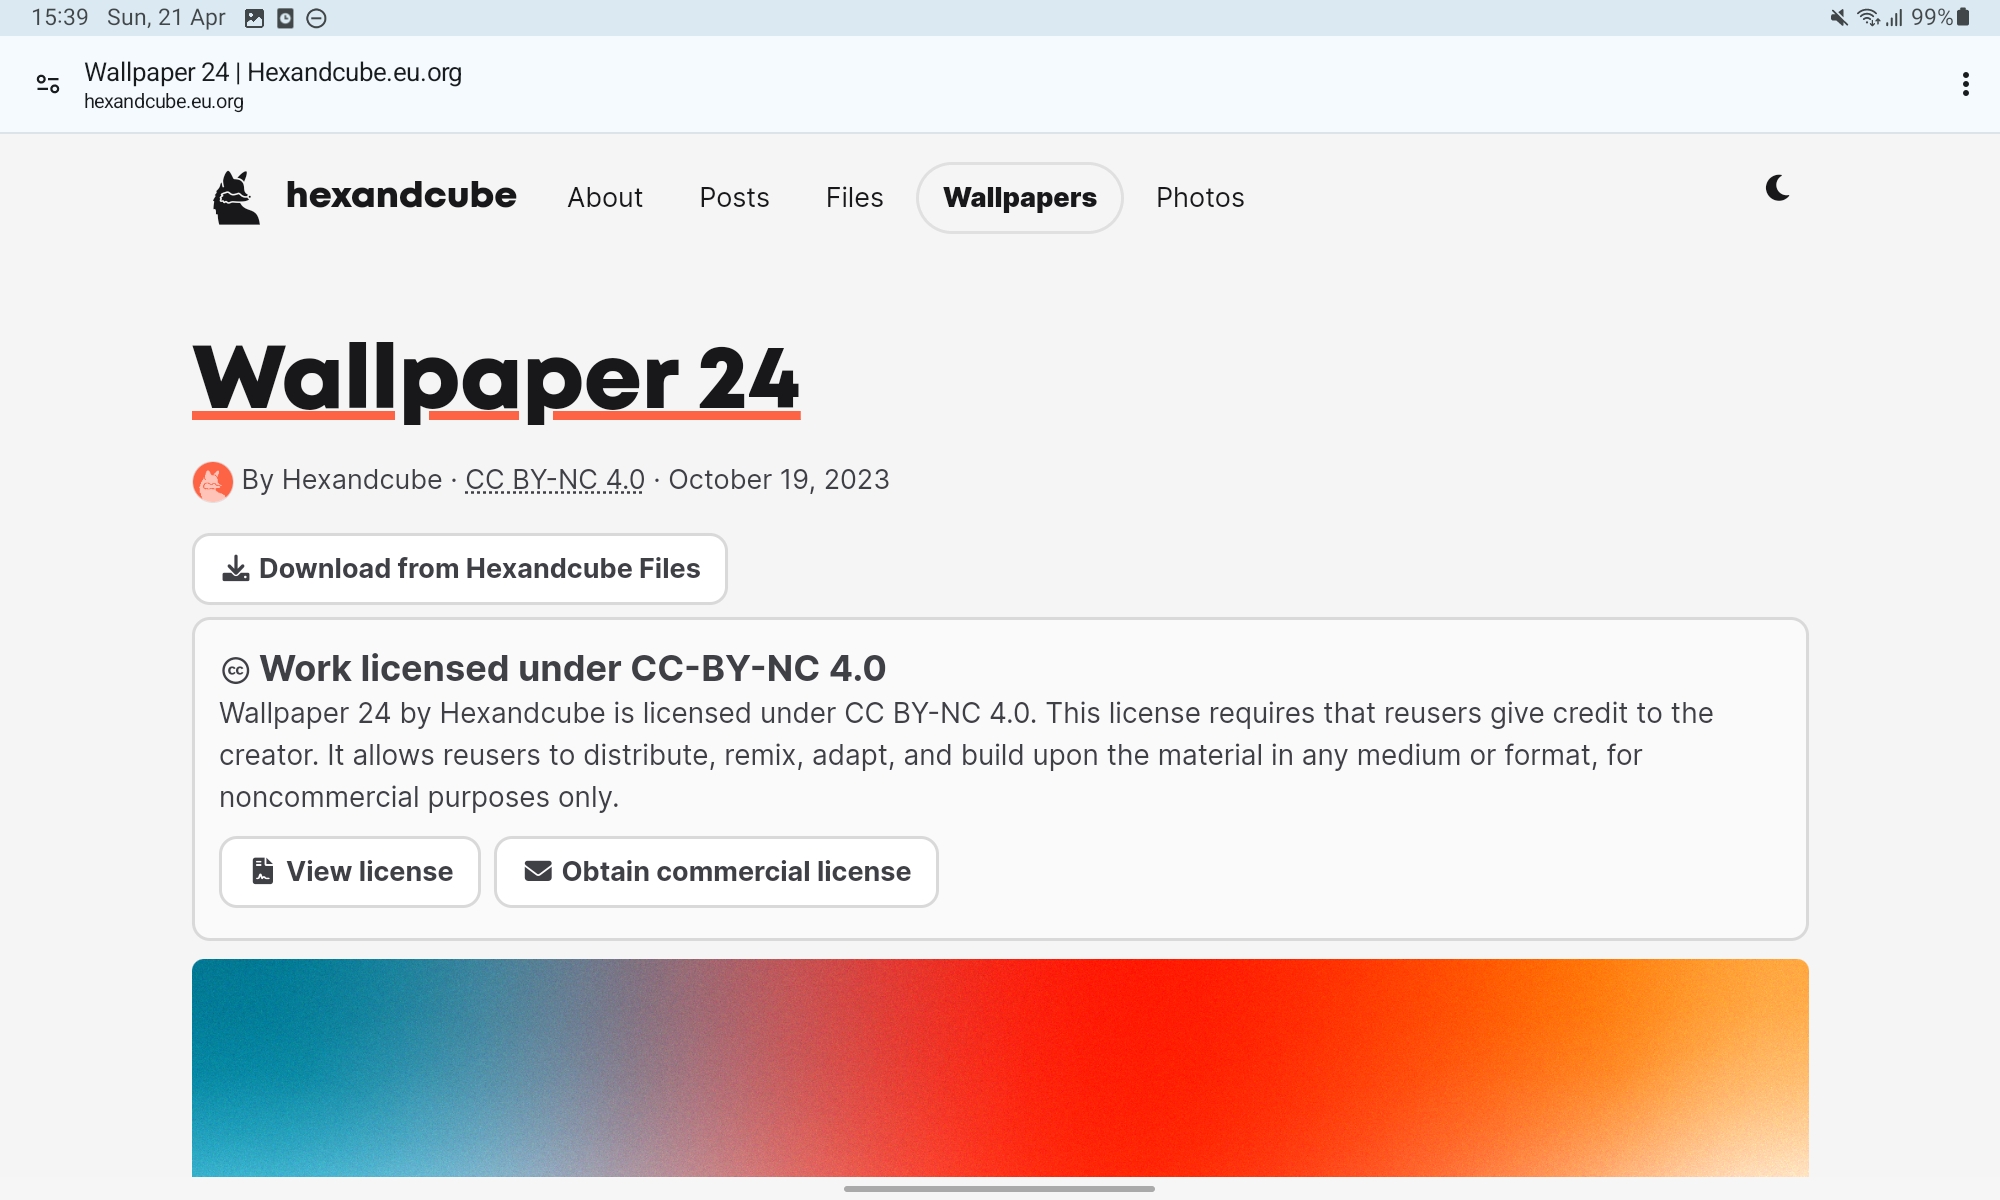 15:39 Sun, 21 Apr
99%
Wallpaper 24 | Hexandcube.eu.org
hexandcube.eu.org
hexandcube About Posts Files Wallpapers Photos
Wallpaper 24
By Hexandcube · CC BY-NC 4.0 · October 19, 2023
Download from Hexandcube Files
cc Work licensed under CC-BY-NC 4.0
Wallpaper 24 by Hexandcube is licensed under CC BY-NC 4.0. This license requires that reusers give credit to the
creator. It allows reusers to distribute, remix, adapt, and build upon the material in any medium or format, for
noncommercial purposes only.
View license
Obtain commercial license